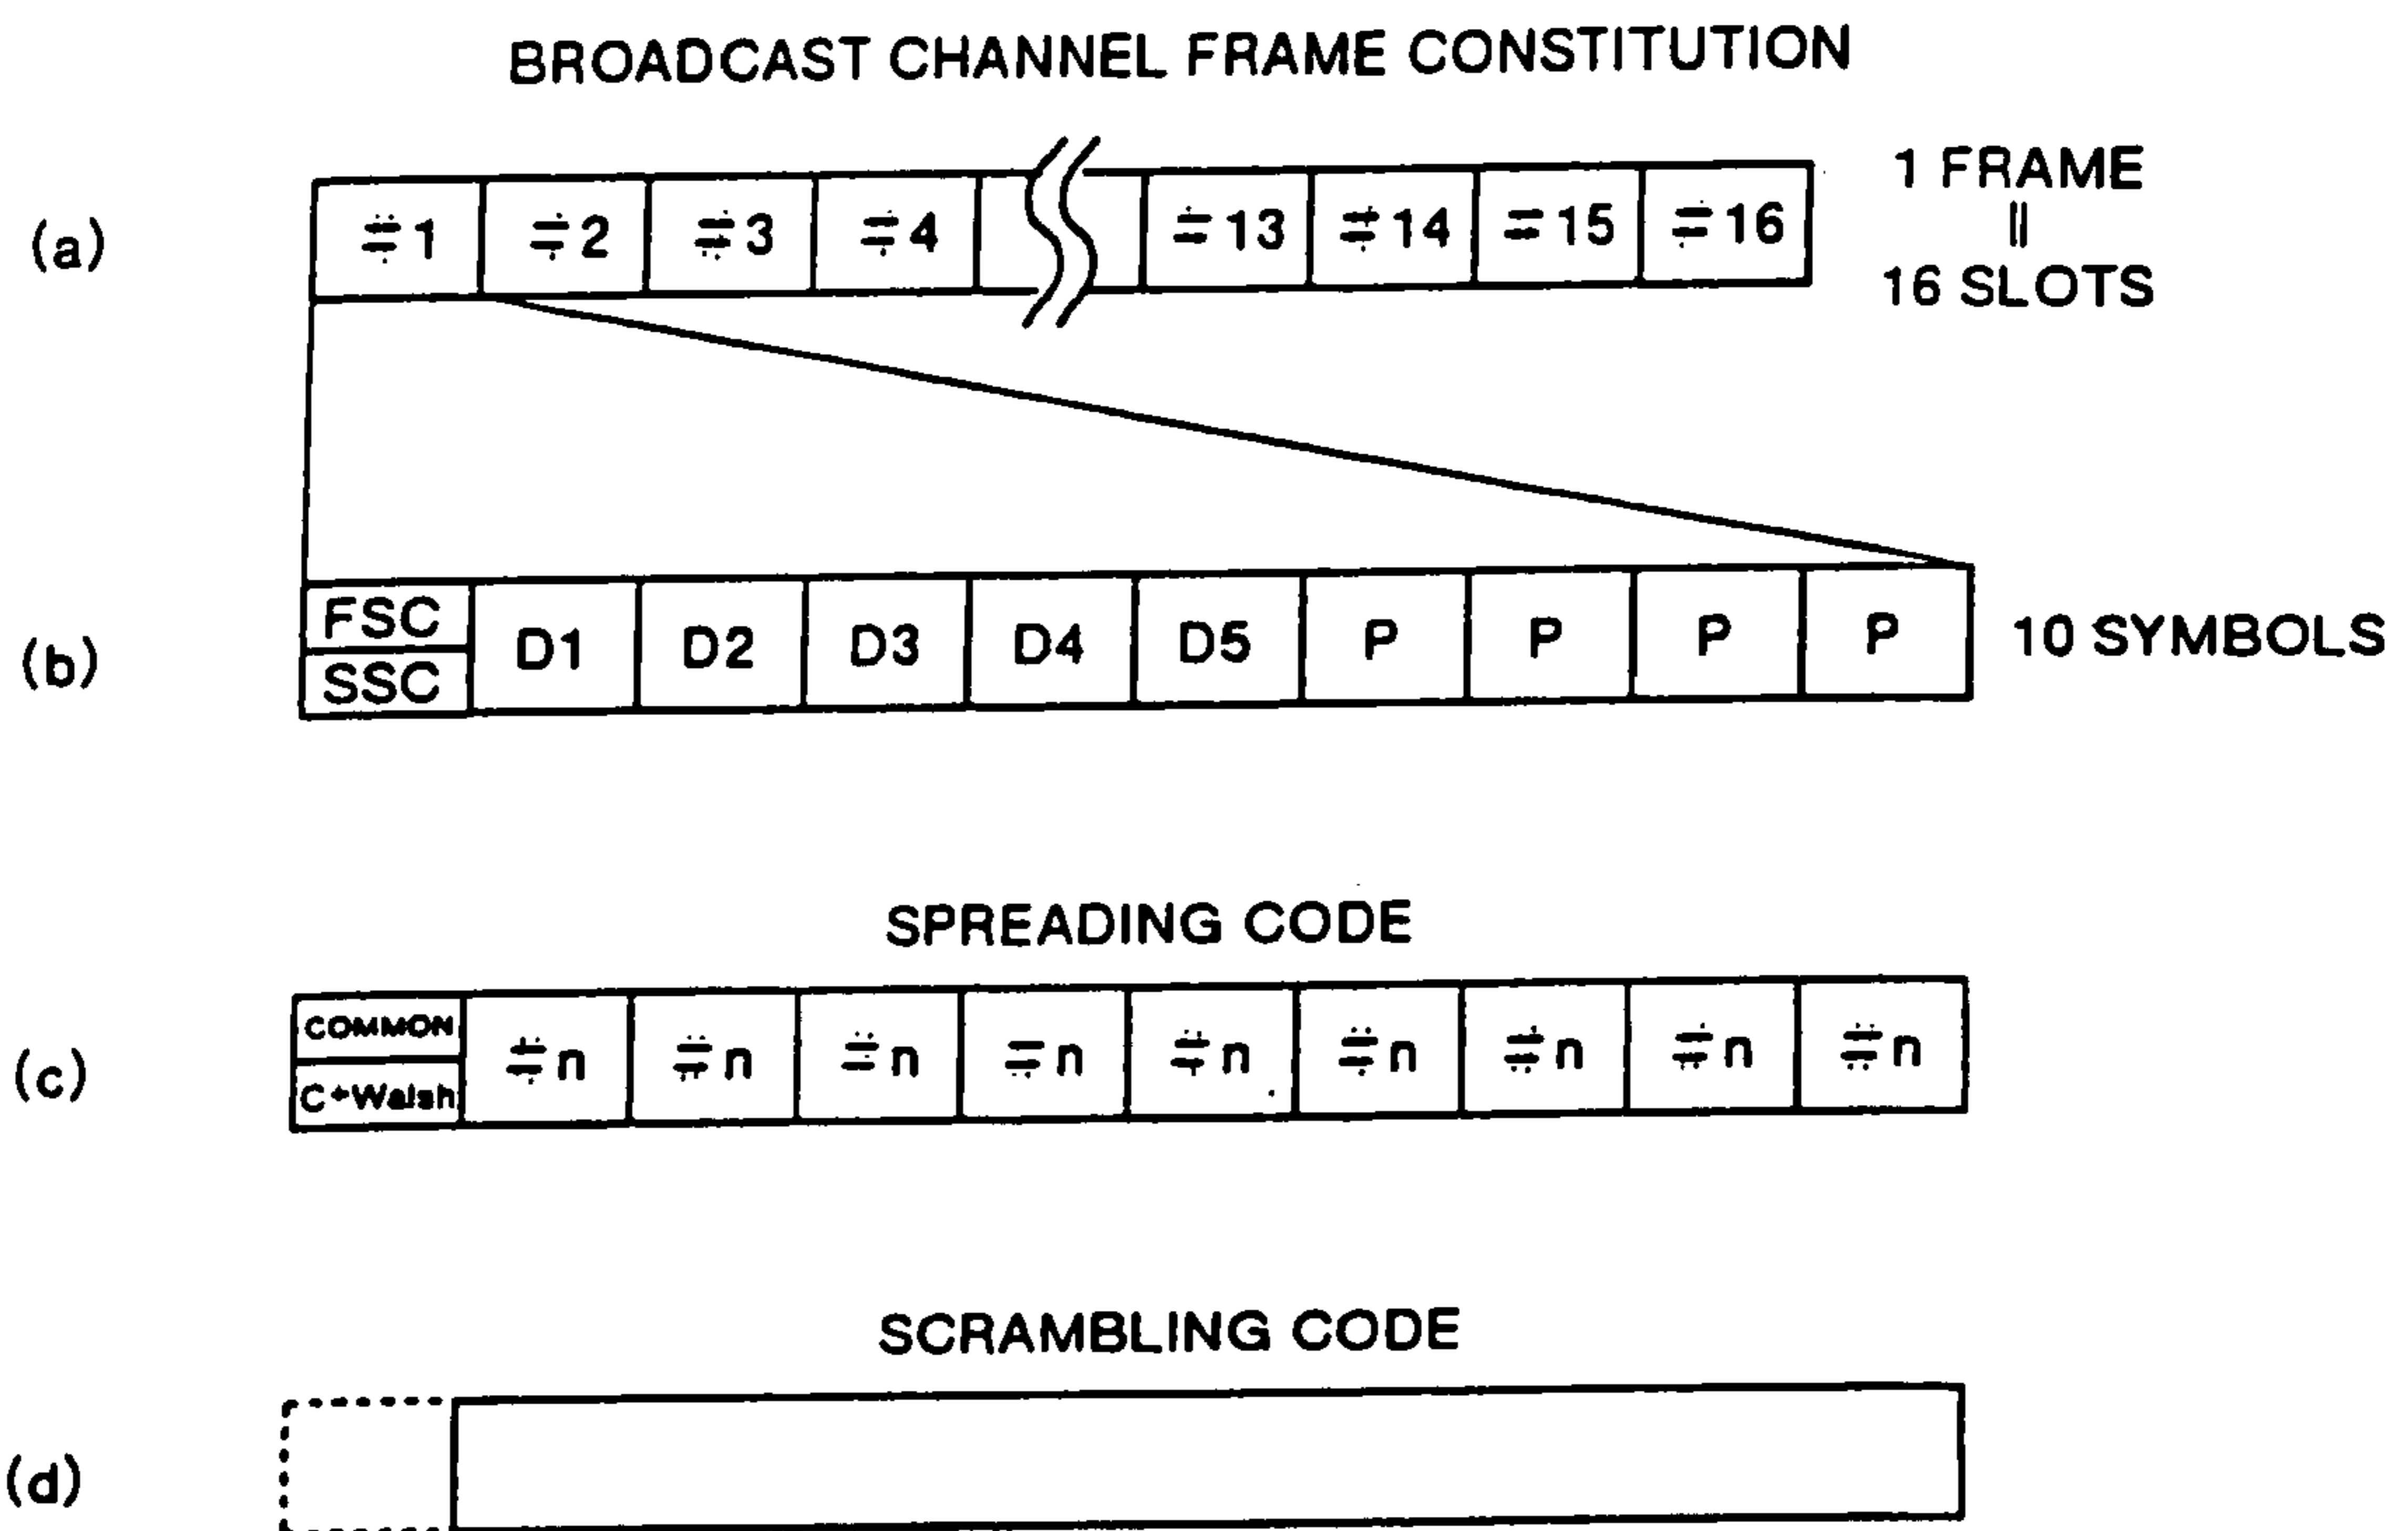 BROADCAST CHANNEL FRAME CONSTITUTION
(a) #1 #2 #3 #4 #13 #14 #15 #16
1 FRAME
||
16 SLOTS
(b) FSC SSC D1 D2 D3 D4 D5 P P P P 10 SYMBOLS
SPREADING CODE
(c) COMMON C+Walsh #n #n #n #n #n #n #n #n #n
SCRAMBLING CODE
(d)